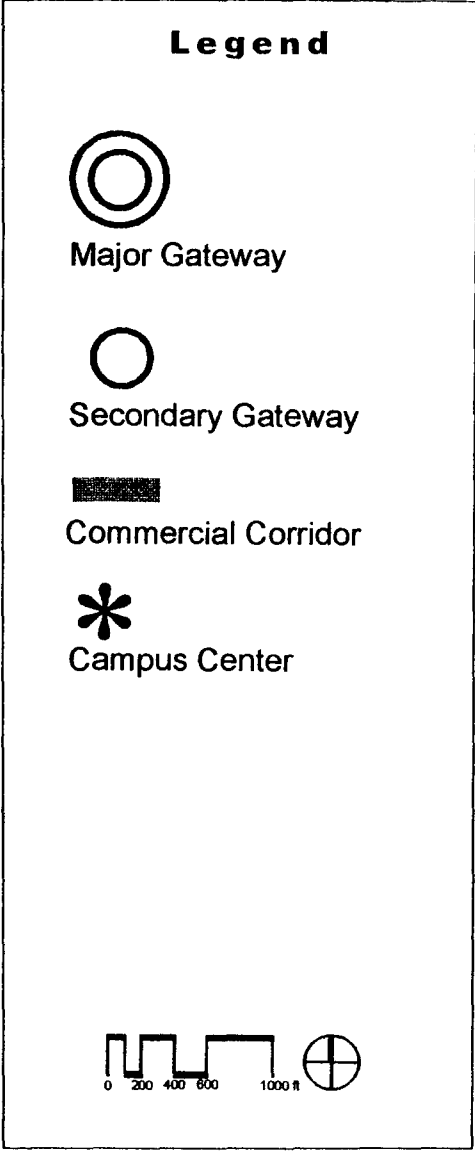 Legend
Major Gateway
Secondary Gateway
Commercial Corridor
Campus Center
0 200 400 600 1000 ft